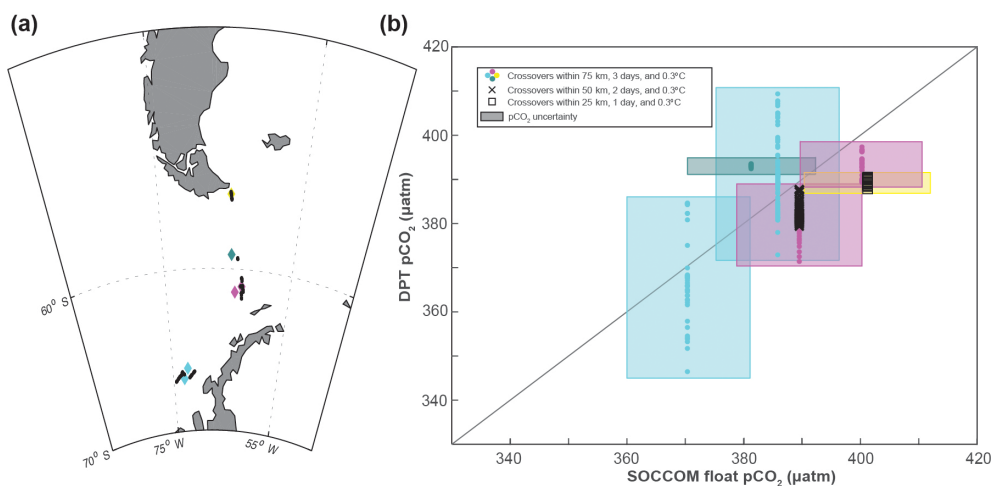 (a)
60° S
70° S
75° W
55° W
(b)
DPT pCO₂ (µatm)
420
400
380
360
340
Crossovers within 75 km, 3 days, and 0.3°C
Crossovers within 50 km, 2 days, and 0.3°C
Crossovers within 25 km, 1 day, and 0.3°C
pCO₂ uncertainty
340 360 380 400 420
SOCCOM float pCO₂ (µatm)